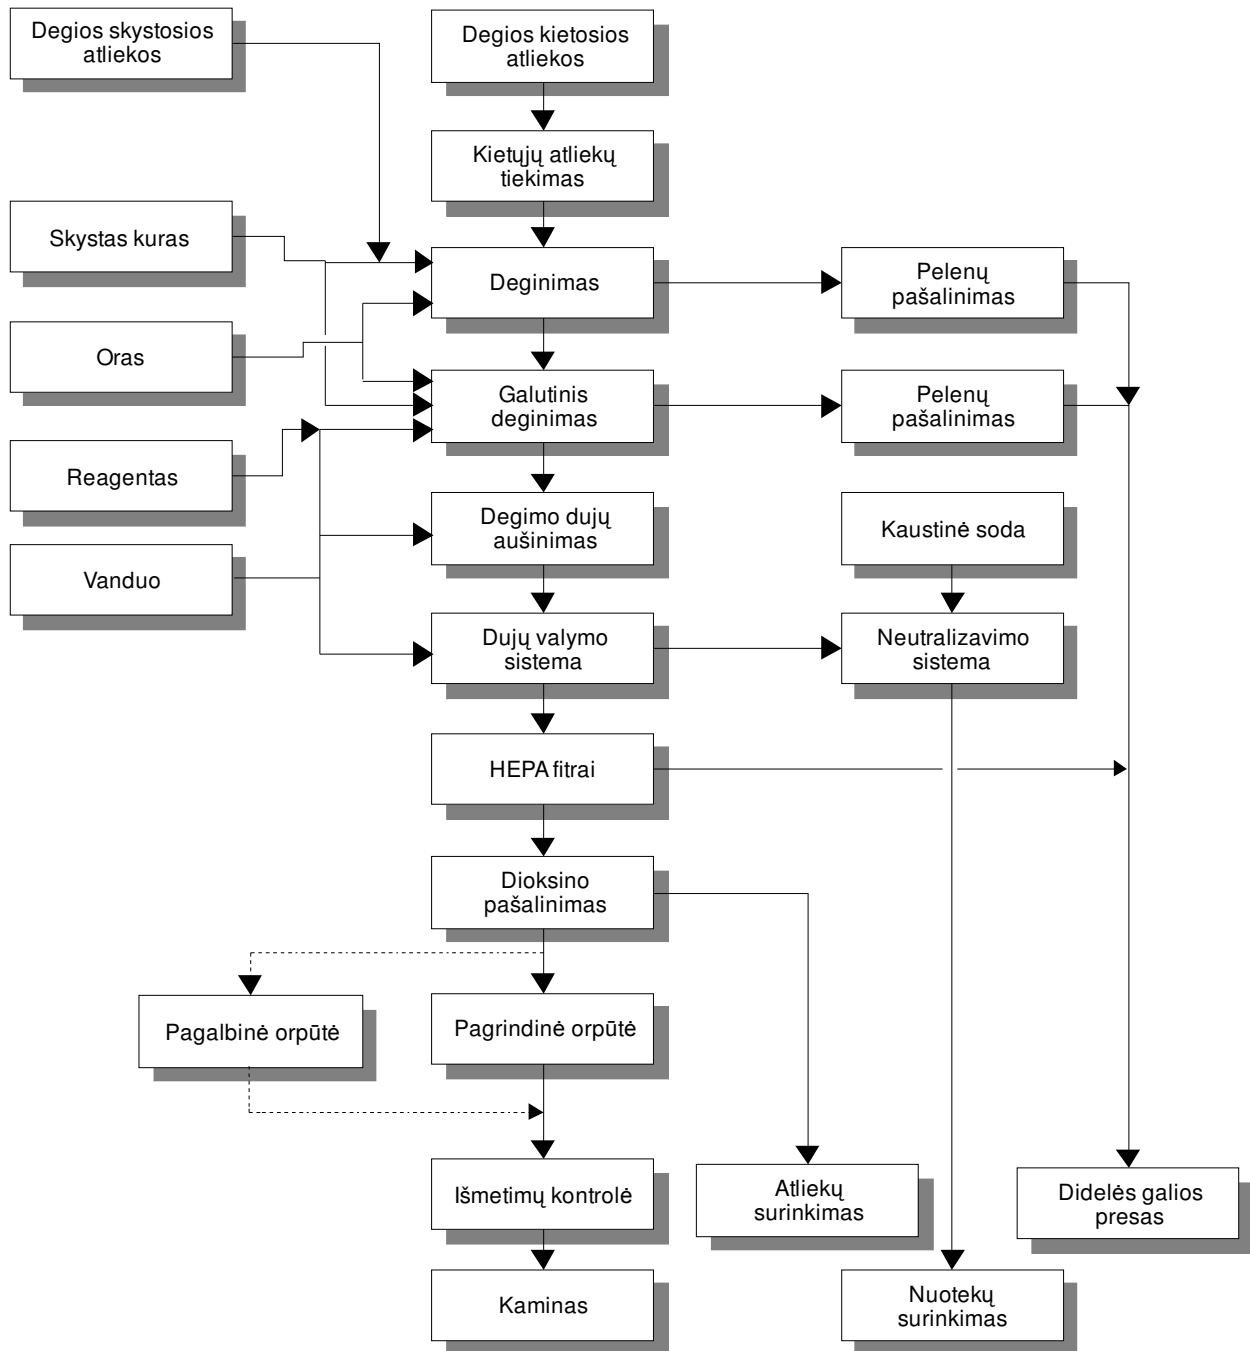 Degios skystosios
atliekos
Degios kietosios
atliekos
Kietųjų atliekų
tiekimas
Skystas kuras
Deginimas
Pelenų
pašalinimas
Oras
Galutinis
deginimas
Pelenų
pašalinimas
Reagentas
Degimo dujų
aušinimas
Kaustinė soda
Vanduo
Dujų valymo
sistema
Neutralizavimo
sistema
HEPA fitrai
Dioksino
pašalinimas
Pagalbinė orpūtė
Pagrindinė orpūtė
Išmetimų kontrolė
Atliekų
surinkimas
Didelės galios
presas
Kaminas
Nuotekų
surinkimas